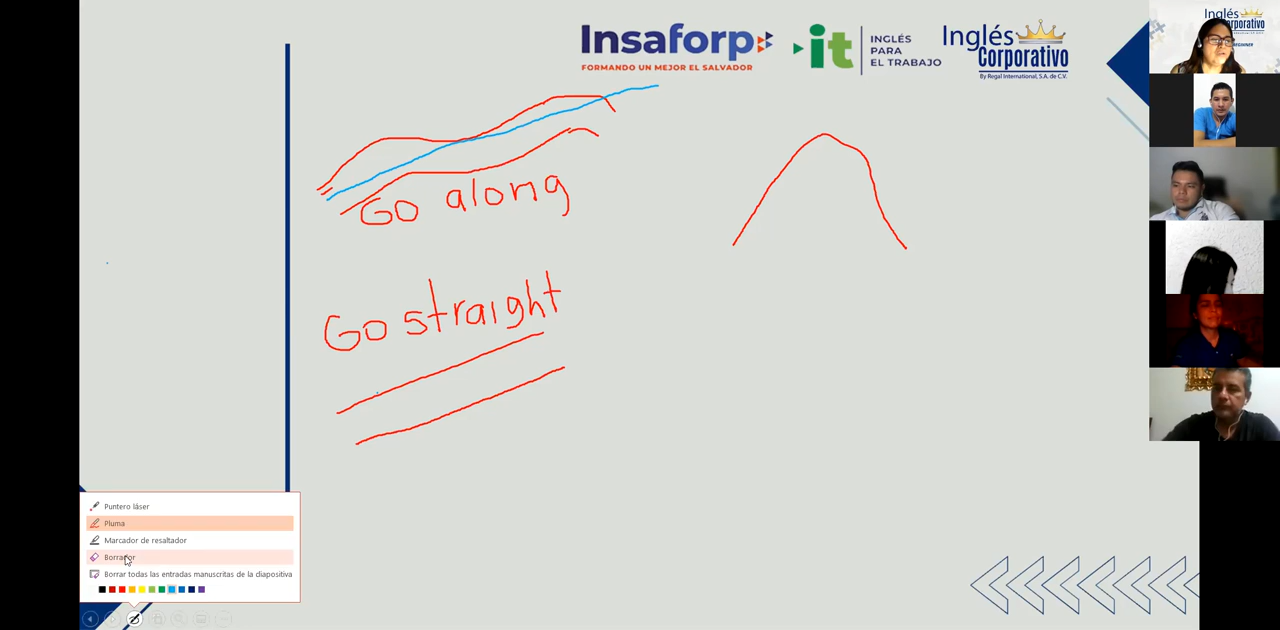 Insaforp
FORMANDO UN MEJOR EL SALVADOR
it
INGLÉS
PARA
EL TRABAJO
Inglés
Corporativo
By Regal International, S.A. de C.V.
Inglés
Go along
Go straight
Puntero láser
Pluma
Marcador de resaltador
Borrador
Borrar todas las entradas manuscritas de la diapositiva